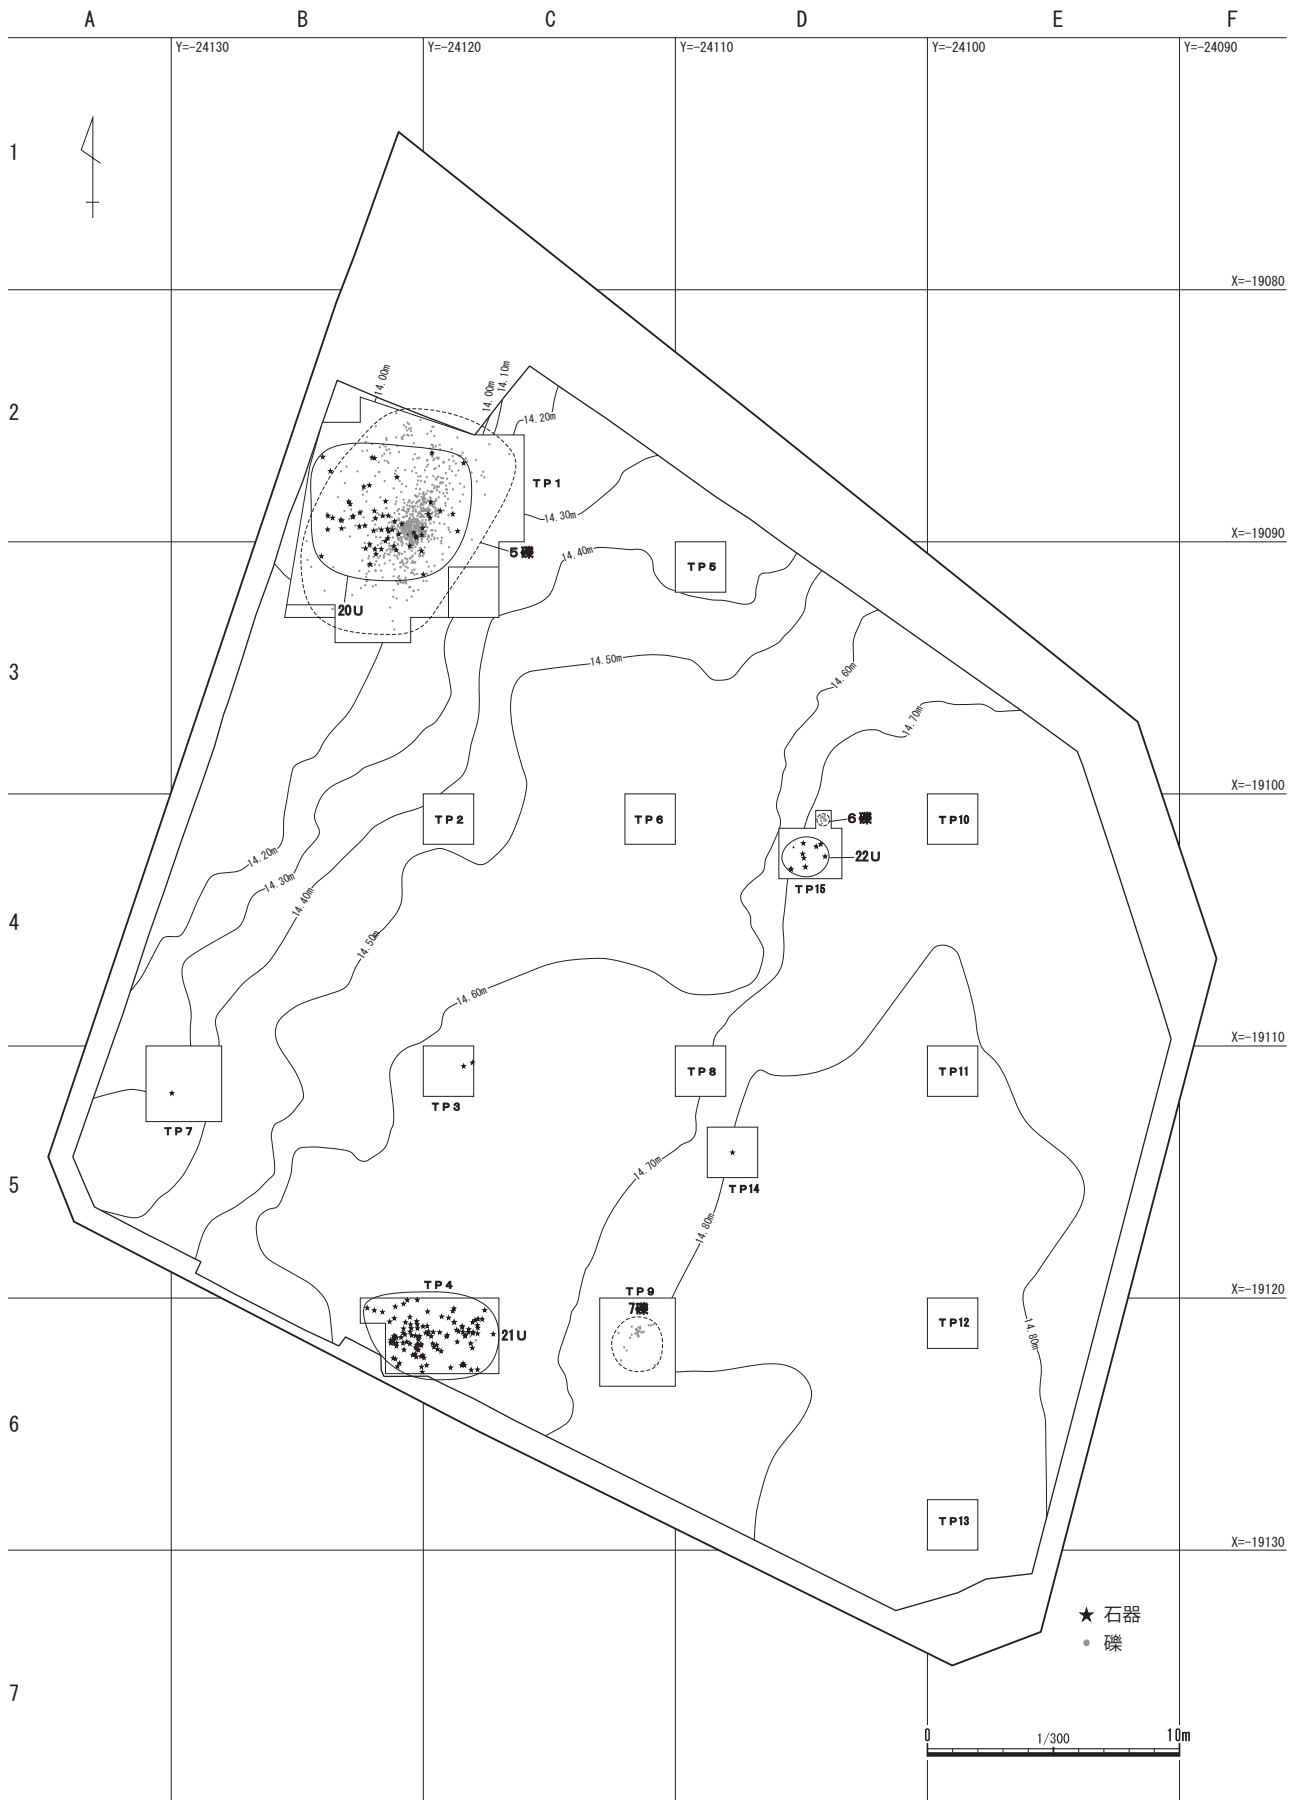 A B C D E F
Y=-24130 Y=-24120 Y=-24110 Y=-24100 Y=-24090
1
X=-19080
2
14.00m
14.00m
14.10m
14.20m
TP1
14.30m
X=-19090
5礫
14.40m
TP5
20U
3
14.50m
14.60m
14.70m
X=-19100
TP2
TP6
6礫
TP10
14.20m
22U
14.30m
TP15
14.40m
4
14.50m
14.60m
X=-19110
TP8
TP11
TP3
TP7
14.70m
5
TP14
14.80m
TP4
TP9
X=-19120
7礫
TP12
21U
14.80m
6
TP13
X=-19130
★ 石器
● 礫
7
0 1/300 10m